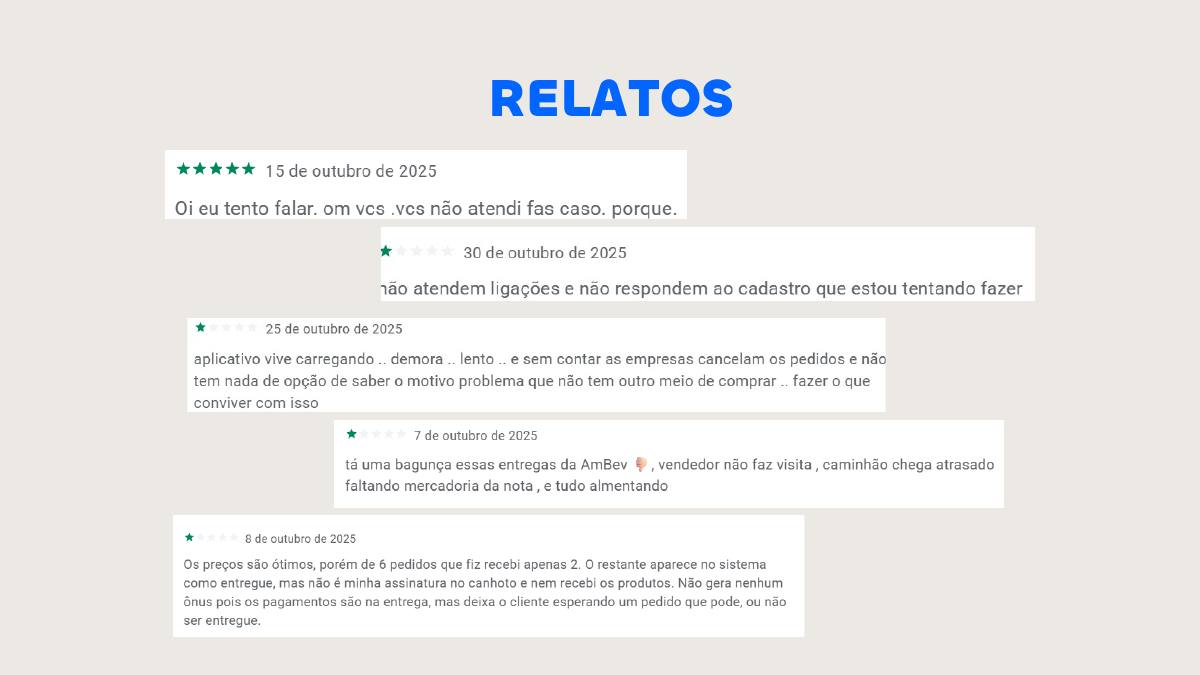 RELATOS
15 de outubro de 2025
Oi eu tento falar. om vcs .vcs não atendi fas caso. porque.
30 de outubro de 2025
não atendem ligações e não respondem ao cadastro que estou tentando fazer
25 de outubro de 2025
aplicativo vive carregando .. demora .. lento .. e sem contar as empresas cancelam os pedidos e não
tem nada de opção de saber o motivo problema que não tem outro meio de comprar .. fazer o que
conviver com isso
7 de outubro de 2025
tá uma bagunça essas entregas da AmBev 👎🏼 , vendedor não faz visita , caminhão chega atrasado
faltando mercadoria da nota , e tudo almentando
8 de outubro de 2025
Os preços são ótimos, porém de 6 pedidos que fiz recebi apenas 2. O restante aparece no sistema
como entregue, mas não é minha assinatura no canhoto e nem recebi os produtos. Não gera nenhum
ônus pois os pagamentos são na entrega, mas deixa o cliente esperando um pedido que pode, ou não
ser entregue.